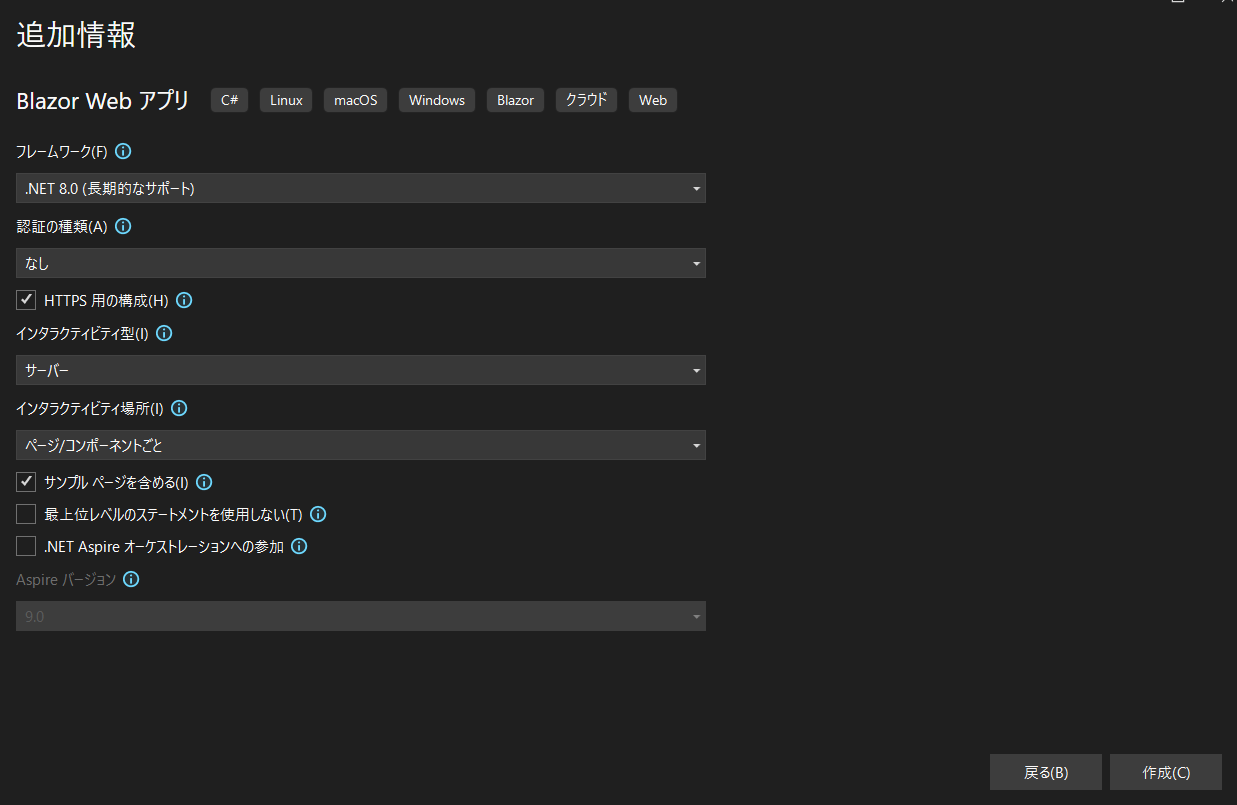 追加情報
Blazor Web アプリ C# Linux macOS Windows Blazor クラウド Web
フレームワーク(F)
.NET 8.0 (長期的なサポート)
認証の種類(A)
なし
HTTPS 用の構成(H)
インタラクティビティ型(I)
サーバー
インタラクティビティ場所(I)
ページ/コンポーネントごと
サンプル ページを含める(I)
最上位レベルのステートメントを使用しない(T)
.NET Aspire オーケストレーションへの参加
Aspire バージョン
9.0
戻る(B) 作成(C)